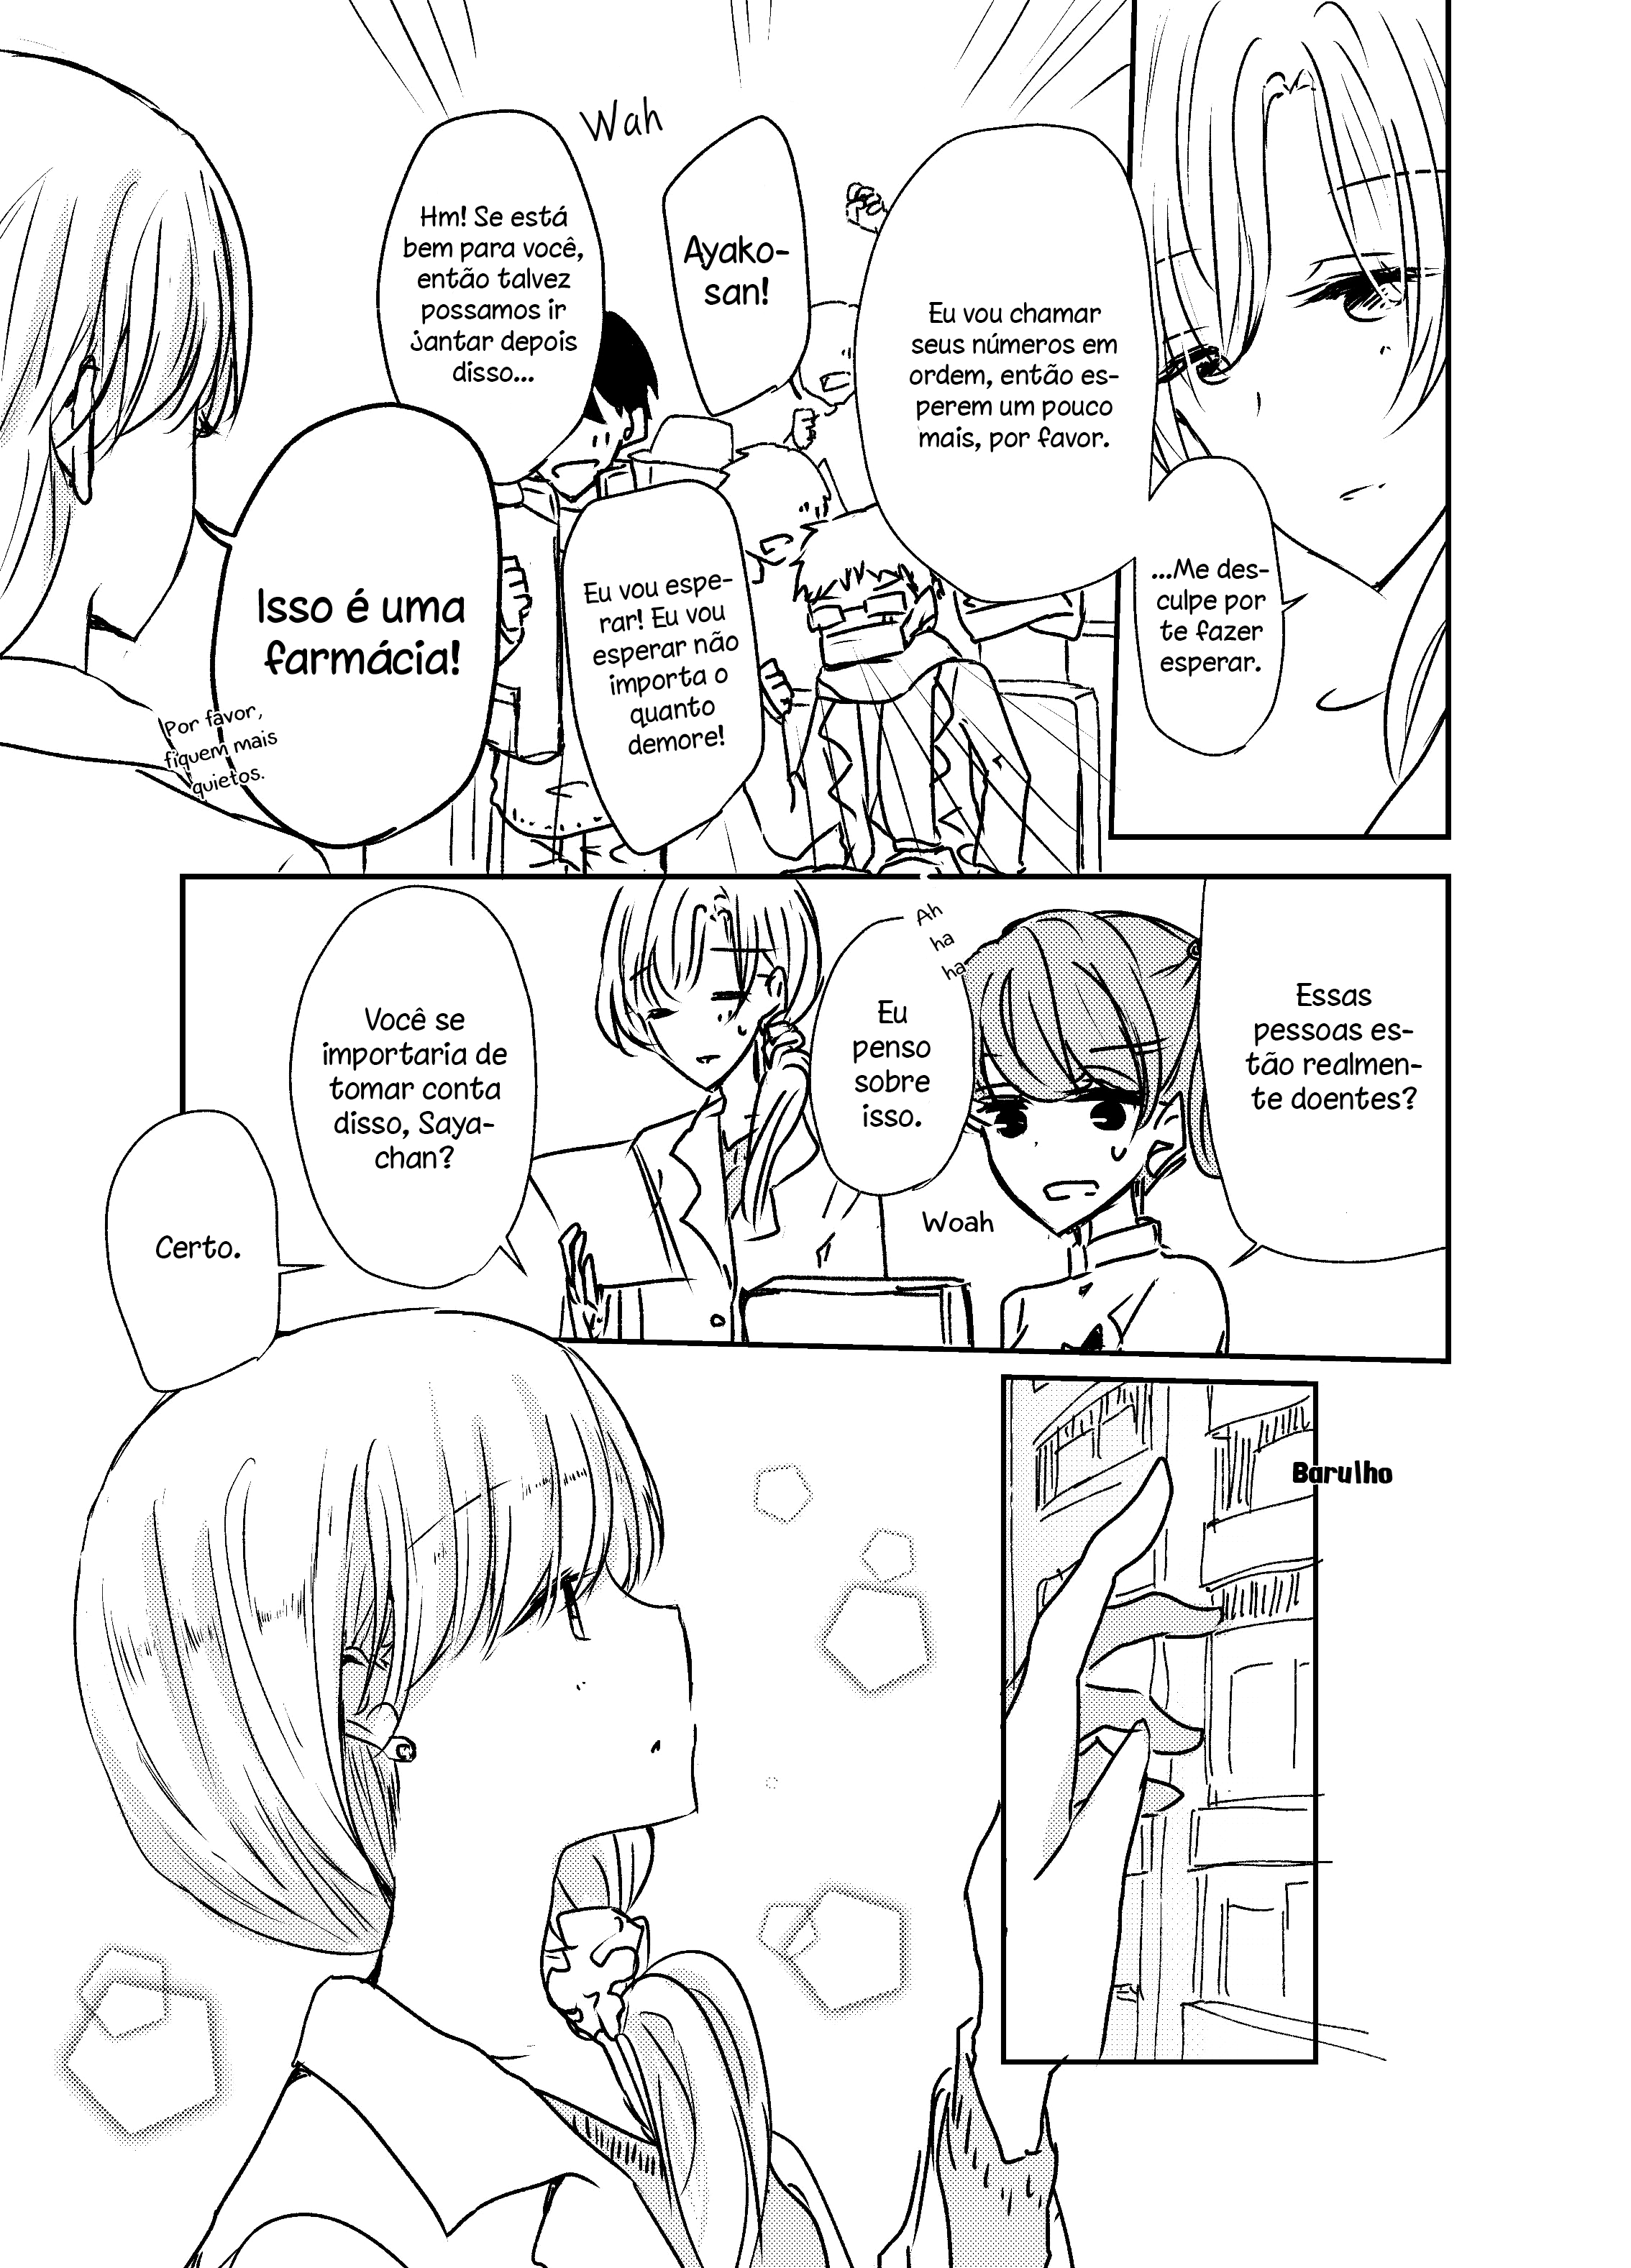 ...Me des-
culpe por
te fazer
esperar.
Eu vou chamar
seus números em
ordem, então es-
perem um pouco
mais, por favor.
Ayako-
san!
Wah
Hm! Se está
bem para você,
então talvez
possamos ir
jantar depois
disso...
Eu vou espe-
rar! Eu vou
esperar não
importa o
quanto
demore!
Isso é uma
farmácia!
Por favor,
fiquem mais
quietos.
Essas
pessoas es-
tão realmen-
te doentes?
Woah
Ah
ha
ha
Eu
penso
sobre
isso.
Você se
importaria de
tomar conta
disso, Saya-
chan?
Certo.
Barulho